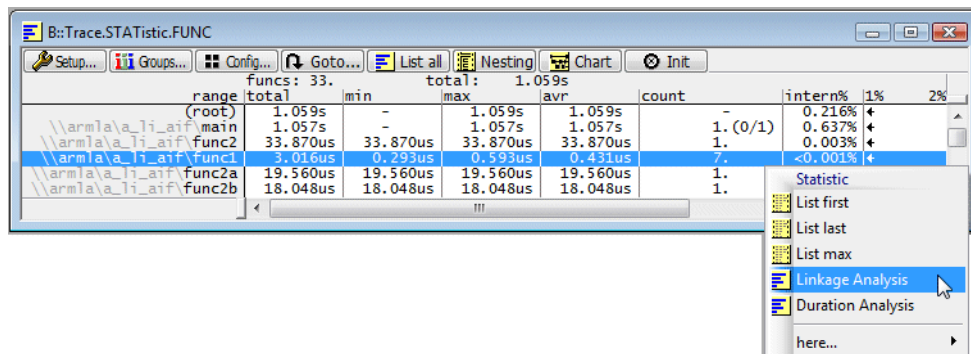 B::Trace.STATistic.FUNC
Setup... Groups... Config... Goto... List all Nesting Chart Init
funcs: 33. total: 1.059s
range total min max avr count intern% 1% 2%
(root) 1.059s - 1.059s 1.059s - 0.216%
\\armla\a_li_aif\main 1.057s - 1.057s 1.057s 1.(0/1) 0.637%
\\armla\a_li_aif\func2 33.870us 33.870us 33.870us 33.870us 1. 0.003%
\\armla\a_li_aif\func1 3.016us 0.293us 0.593us 0.431us 7. <0.001%
\\armla\a_li_aif\func2a 19.560us 19.560us 19.560us 19.560us 1.
\\armla\a_li_aif\func2b 18.048us 18.048us 18.048us 18.048us 1.
Statistic
List first
List last
List max
Linkage Analysis
Duration Analysis
here...